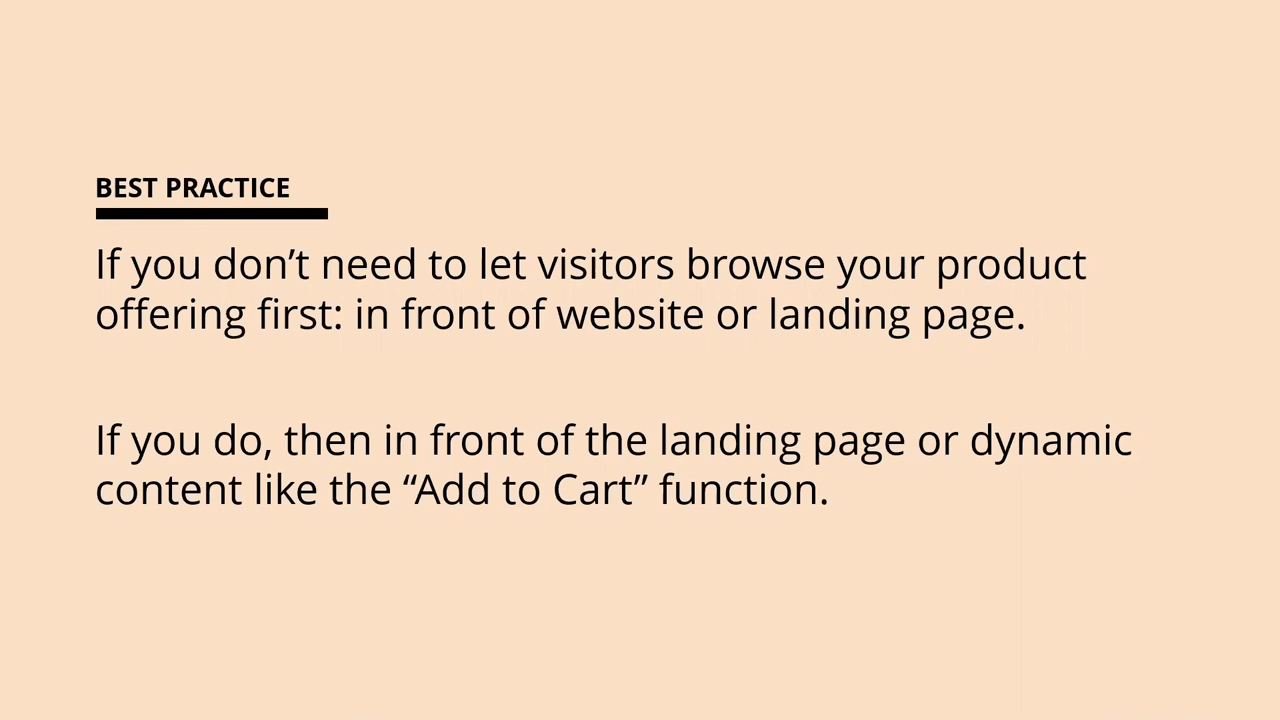 BEST PRACTICE
If you don’t need to let visitors browse your product
offering first: in front of website or landing page.
If you do, then in front of the landing page or dynamic
content like the “Add to Cart” function.